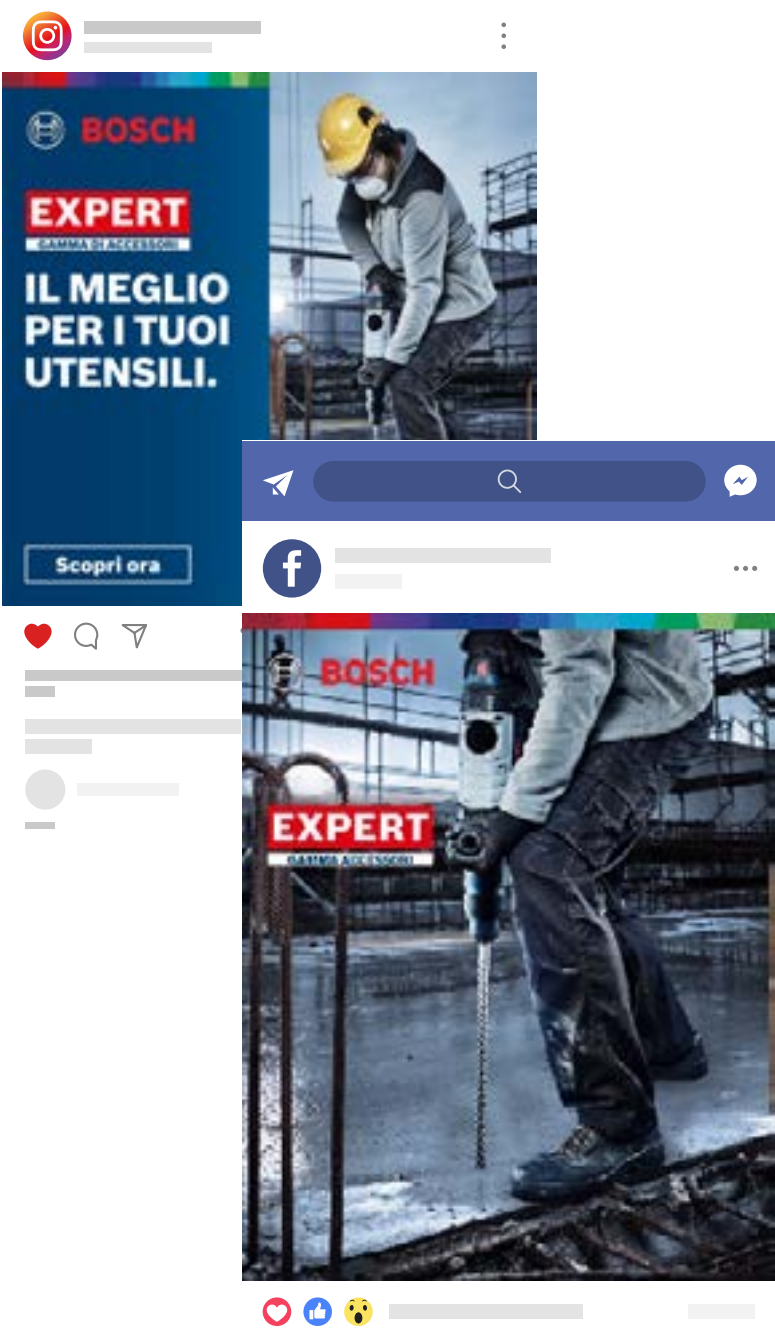 BOSCH
EXPERT
GAMMA DI ACCESSORI
IL MEGLIO
PER I TUOI
UTENSILI.
Scopri ora
BOSCH
EXPERT
GAMMA ACCESSORI